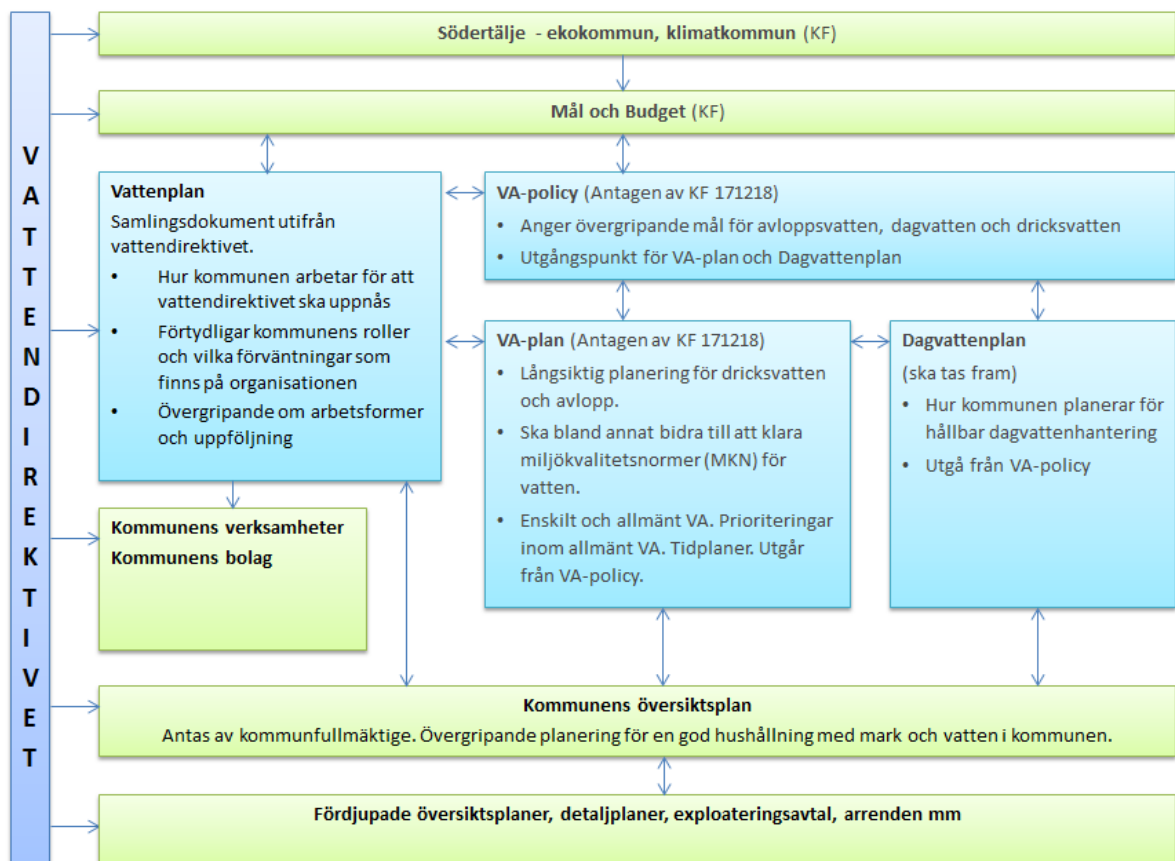 VATTENDIREKTIVET
Södertälje - ekokommun, klimatkommun (KF)
Mål och Budget (KF)
Vattenplan
Samlingsdokument utifrån
vattendirektivet.
• Hur kommunen arbetar för att
vattendirektivet ska uppnås
• Förtydligar kommunens roller
och vilka förväntningar som
finns på organisationen
• Övergripande om arbetsformer
och uppföljning
VA-policy (Antagen av KF 171218)
• Anger övergripande mål för avloppsvatten, dagvatten och dricksvatten
• Utgångspunkt för VA-plan och Dagvattenplan
VA-plan (Antagen av KF 171218)
• Långsiktig planering för dricksvatten
och avlopp.
• Ska bland annat bidra till att klara
miljökvalitetsnormer (MKN) för
vatten.
• Enskilt och allmänt VA. Prioriteringar
inom allmänt VA. Tidplaner. Utgår
från VA-policy.
Dagvattenplan
(ska tas fram)
• Hur kommunen planerar för
hållbar dagvattenhantering
• Utgå från VA-policy
Kommunens verksamheter
Kommunens bolag
Kommunens översiktsplan
Antas av kommunfullmäktige. Övergripande planering för en god hushållning med mark och vatten i kommunen.
Fördjupade översiktsplaner, detaljplaner, exploateringsavtal, arrenden mm